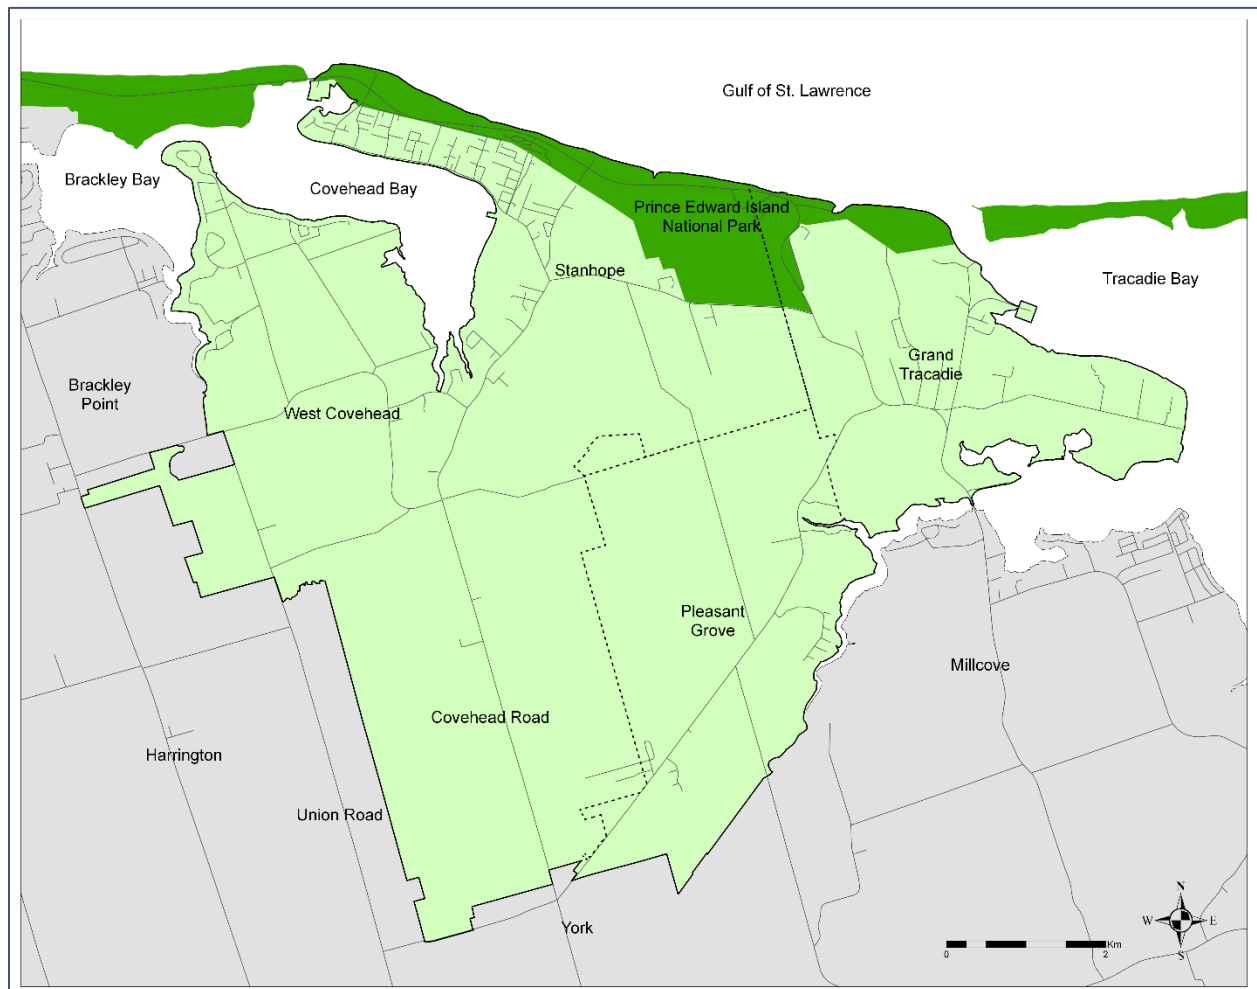 Gulf of St. Lawrence
Brackley Bay
Covehead Bay
Prince Edward Island
National Park
Stanhope
Tracadie Bay
Grand
Tracadie
Brackley
Point
West Covehead
Pleasant
Grove
Millcove
Covehead Road
Harrington
Union Road
York
N
W
E
S
Km
0
2